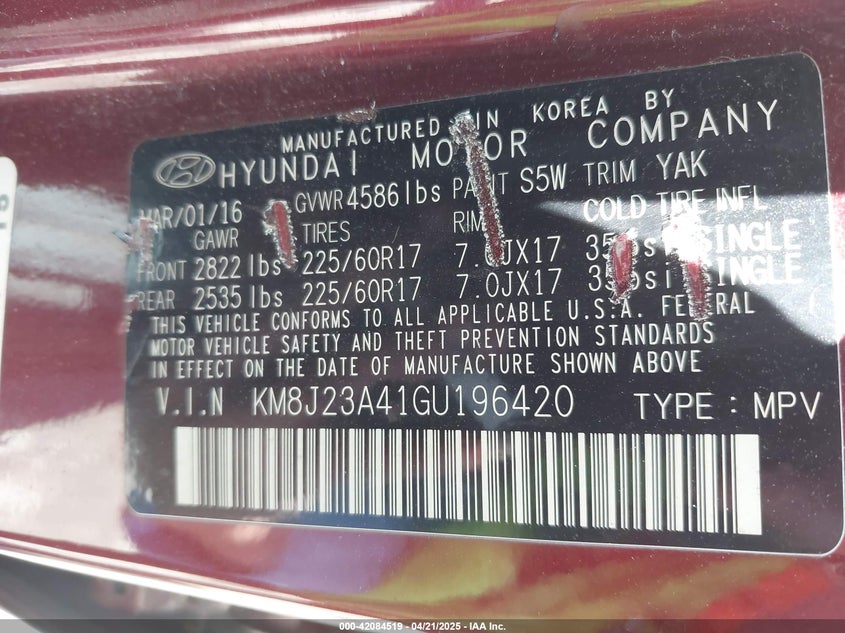 MANUFACTURED IN KOREA BY
HYUNDAI MOTOR COMPANY
MAR/01/16 GVWR 4586 lbs PAINT S5W TRIM YAK
GAWR TIRES RIM COLD TIRE INFL
FRONT 2822 lbs 225/60R17 7.0JX17 SINGLE
REAR 2535 lbs 225/60R17 7.0JX17 SINGLE
THIS VEHICLE CONFORMS TO ALL APPLICABLE U.S.A. FEDERAL
MOTOR VEHICLE SAFETY AND THEFT PREVENTION STANDARDS
IN EFFECT ON THE DATE OF MANUFACTURE SHOWN ABOVE
V.I.N KM8J23A41GU196420 TYPE : MPV
000-42084519 - 04/21/2025 - IAA Inc.